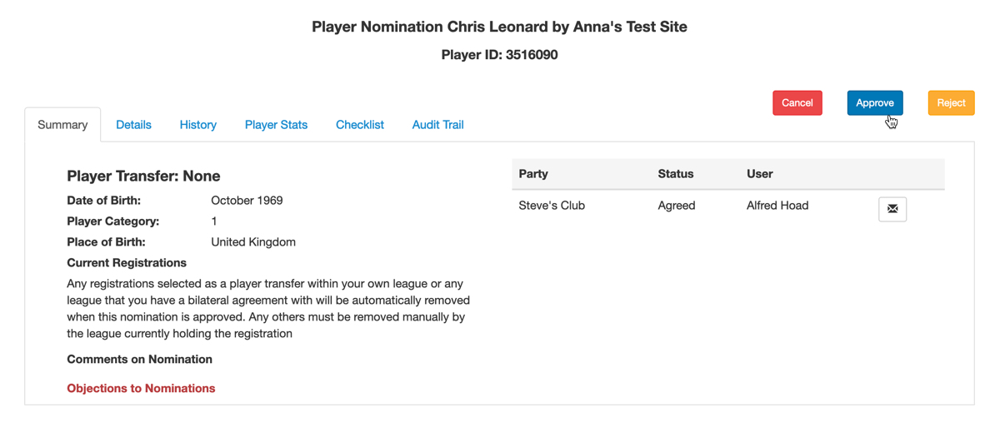 Player Nomination Chris Leonard by Anna's Test Site
Player ID: 3516090
Cancel Approve Reject
Summary Details History Player Stats Checklist Audit Trail
Player Transfer: None
Date of Birth: October 1969
Player Category: 1
Place of Birth: United Kingdom
Current Registrations
Any registrations selected as a player transfer within your own league or any
league that you have a bilateral agreement with will be automatically removed
when this nomination is approved. Any others must be removed manually by
the league currently holding the registration
Comments on Nomination
Objections to Nominations
Party Status User
Steve's Club Agreed Alfred Hoad